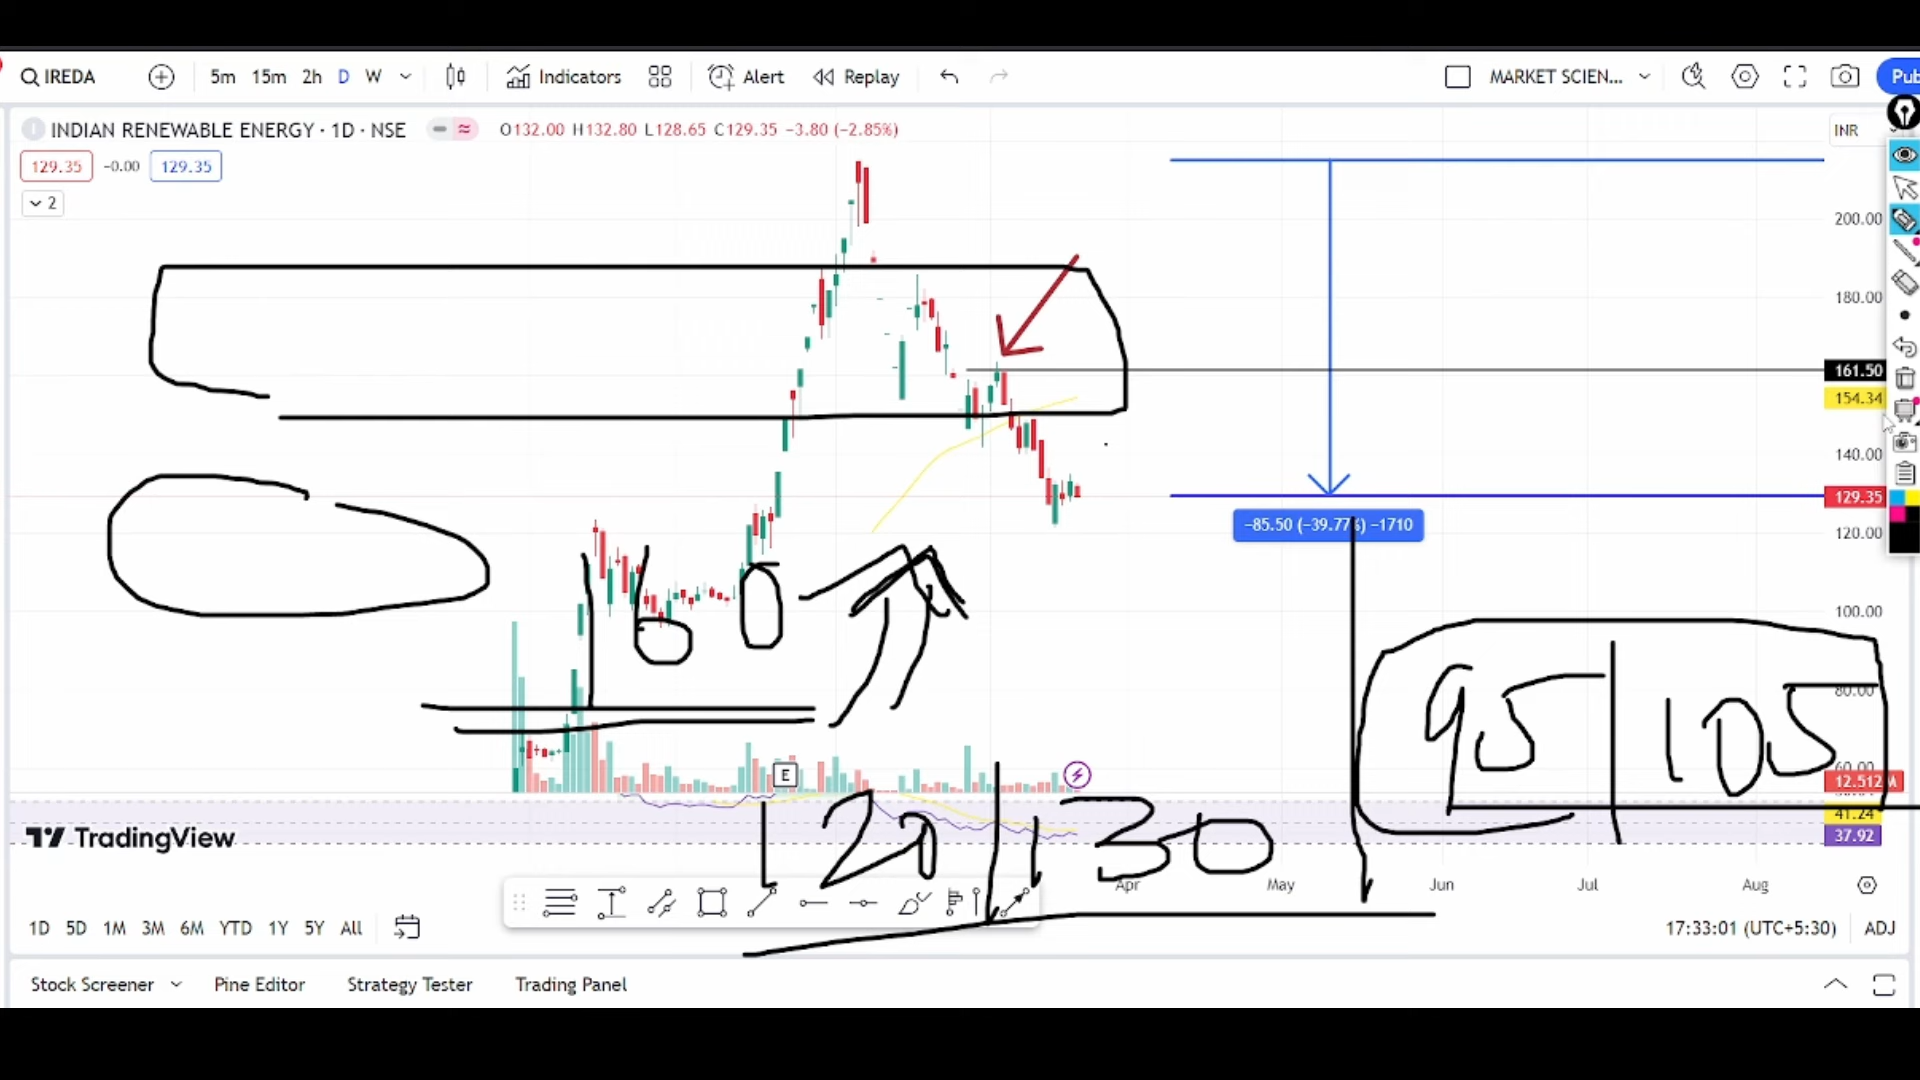 IREDA 5m 15m 2h D W Indicators Alert Replay MARKET SCIEN... Pub
INDIAN RENEWABLE ENERGY · 1D · NSE O132.00 H132.80 L128.65 C129.35 −3.80 (−2.85%) INR
129.35 −0.00 129.35
2
200.00
180.00
161.50
154.34
140.00
129.35
−85.50 (−39.77%) −1710
120.00
100.00
160
80.00
95 105
60.00
E
12.512M
41.24
37.92
TradingView
120 130
Apr May Jun Jul Aug
1D 5D 1M 3M 6M YTD 1Y 5Y All 17:33:01 (UTC+5:30) ADJ
Stock Screener Pine Editor Strategy Tester Trading Panel